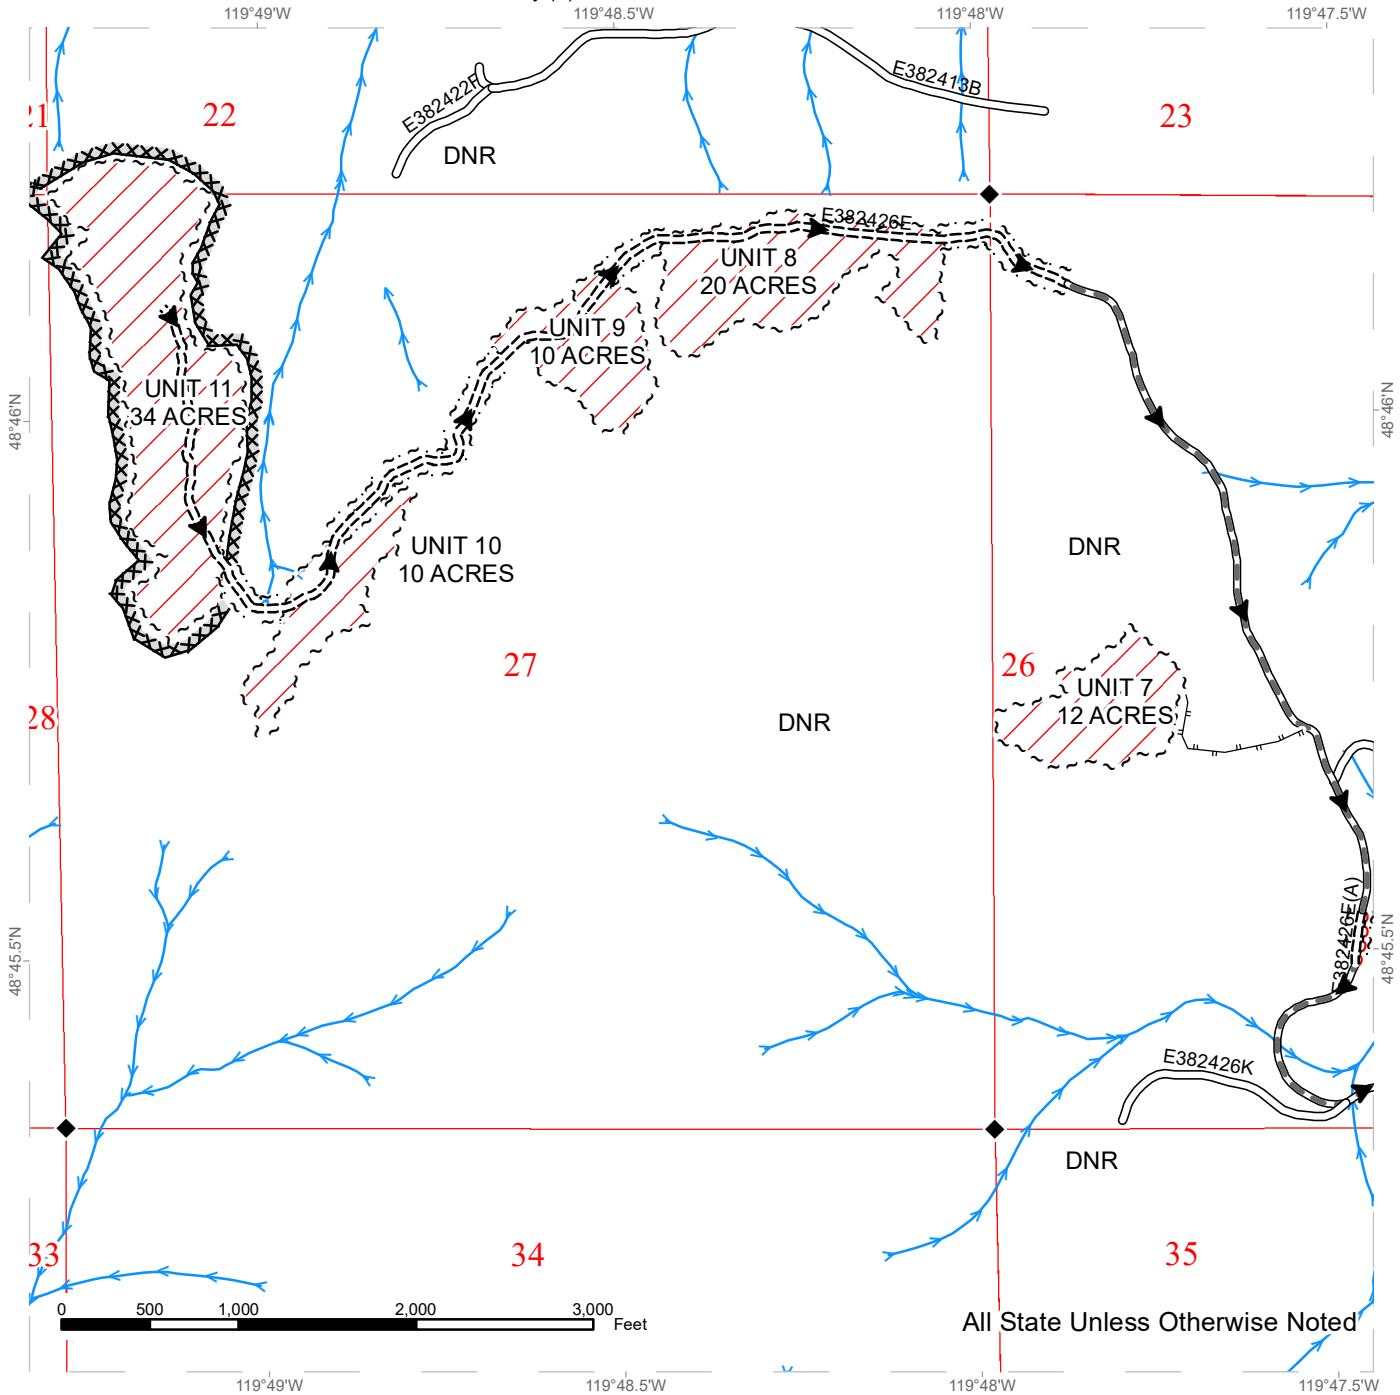 119°49'W
119°48.5'W
119°48'W
119°47.5'W
E382422F
E382413B
21
22
23
DNR
E382426E
UNIT 8
20 ACRES
UNIT 9
10 ACRES
UNIT 11
34 ACRES
48°46'N
48°46'N
UNIT 10
10 ACRES
DNR
27
26
UNIT 7
12 ACRES
28
DNR
E382426E(A)
48°45.5'N
48°45.5'N
E382426K
DNR
33
34
35
0
500
1,000
2,000
3,000
Feet
All State Unless Otherwise Noted
119°49'W
119°48.5'W
119°48'W
119°47.5'W